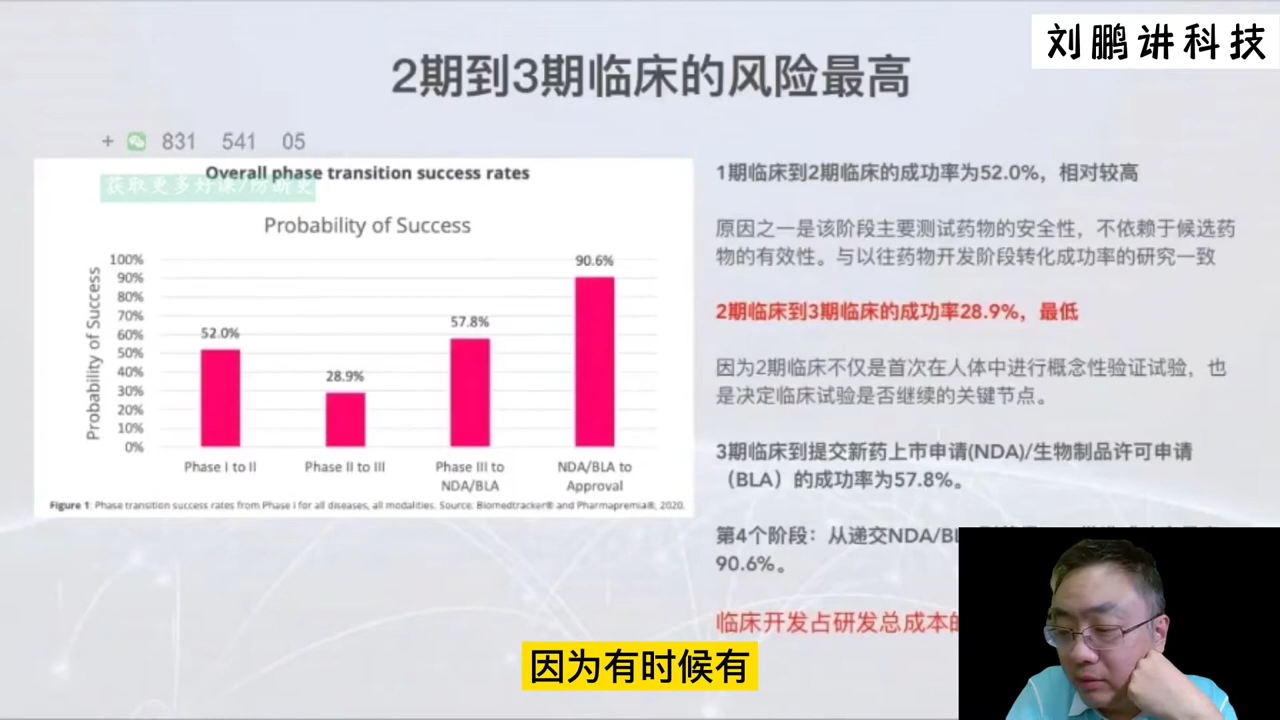 刘鹏讲科技
2期到3期临床的风险最高
+ 831 541 05
Overall phase transition success rates
获取更多好课/防断更
Probability of Success
Probability of Success
100%
90%
80%
70%
60%
50%
40%
30%
20%
10%
0%
52.0%
28.9%
57.8%
90.6%
Phase I to II
Phase II to III
Phase III to
NDA/BLA
NDA/BLA to
Approval
Figure 1: Phase transition success rates from Phase I for all diseases, all modalities. Source: Biomedtracker® and Pharmapremia®, 2020.
1期临床到2期临床的成功率为52.0%，相对较高
原因之一是该阶段主要测试药物的安全性，不依赖于候选药
物的有效性。与以往药物开发阶段转化成功率的研究一致
2期临床到3期临床的成功率28.9%，最低
因为2期临床不仅是首次在人体中进行概念性验证试验，也
是决定临床试验是否继续的关键节点。
3期临床到提交新药上市申请(NDA)/生物制品许可申请
（BLA）的成功率为57.8%。
第4个阶段：从递交NDA/BL
90.6%。
临床开发占研发总成本的
因为有时候有